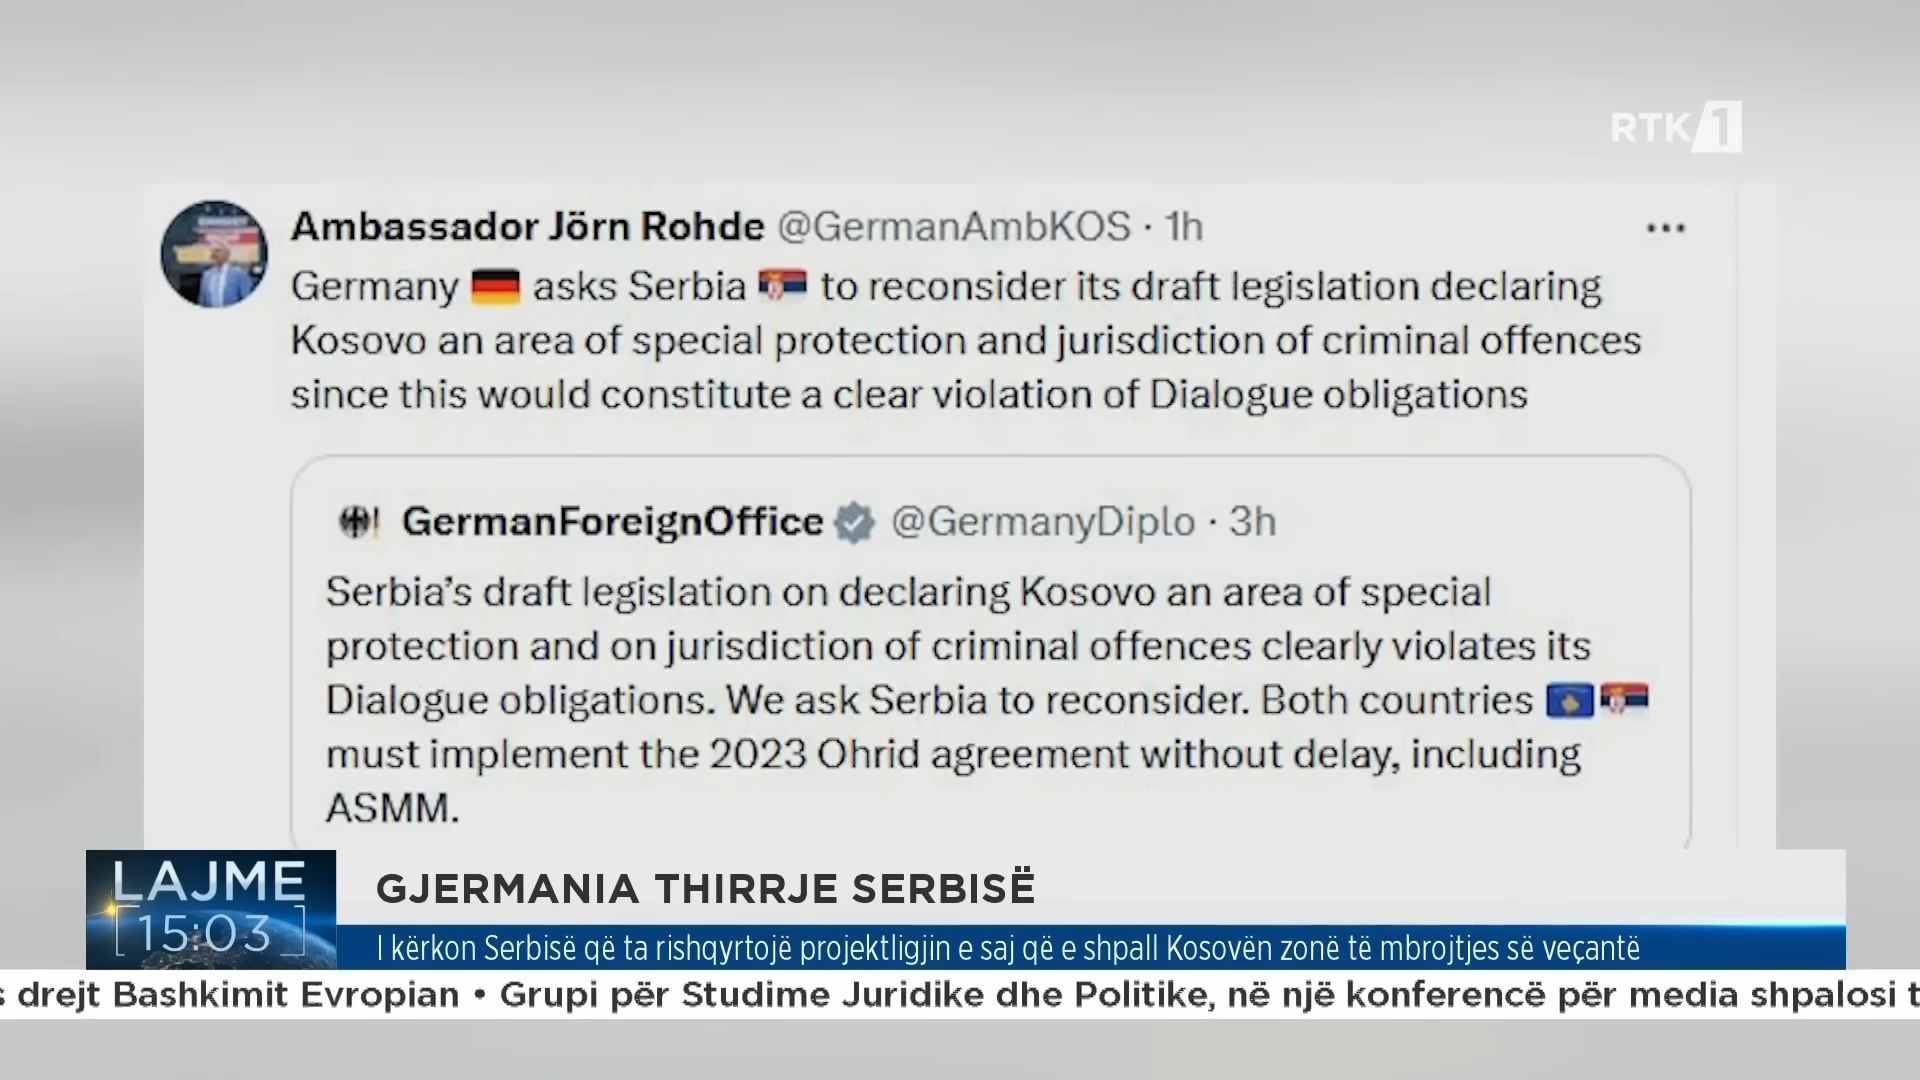 RTK 1
Ambassador Jörn Rohde @GermanAmbKOS · 1h
Germany 🇩🇪 asks Serbia 🇷🇸 to reconsider its draft legislation declaring
Kosovo an area of special protection and jurisdiction of criminal offences
since this would constitute a clear violation of Dialogue obligations
GermanForeignOffice @GermanyDiplo · 3h
Serbia’s draft legislation on declaring Kosovo an area of special
protection and on jurisdiction of criminal offences clearly violates its
Dialogue obligations. We ask Serbia to reconsider. Both countries 🇽🇰🇷🇸
must implement the 2023 Ohrid agreement without delay, including
ASMM.
LAJME
15:03
GJERMANIA THIRRJE SERBISË
I kërkon Serbisë që ta rishqyrtojë projektligjin e saj që e shpall Kosovën zonë të mbrojtjes së veçantë
drejt Bashkimit Evropian • Grupi për Studime Juridike dhe Politike, në një konferencë për media shpalosi